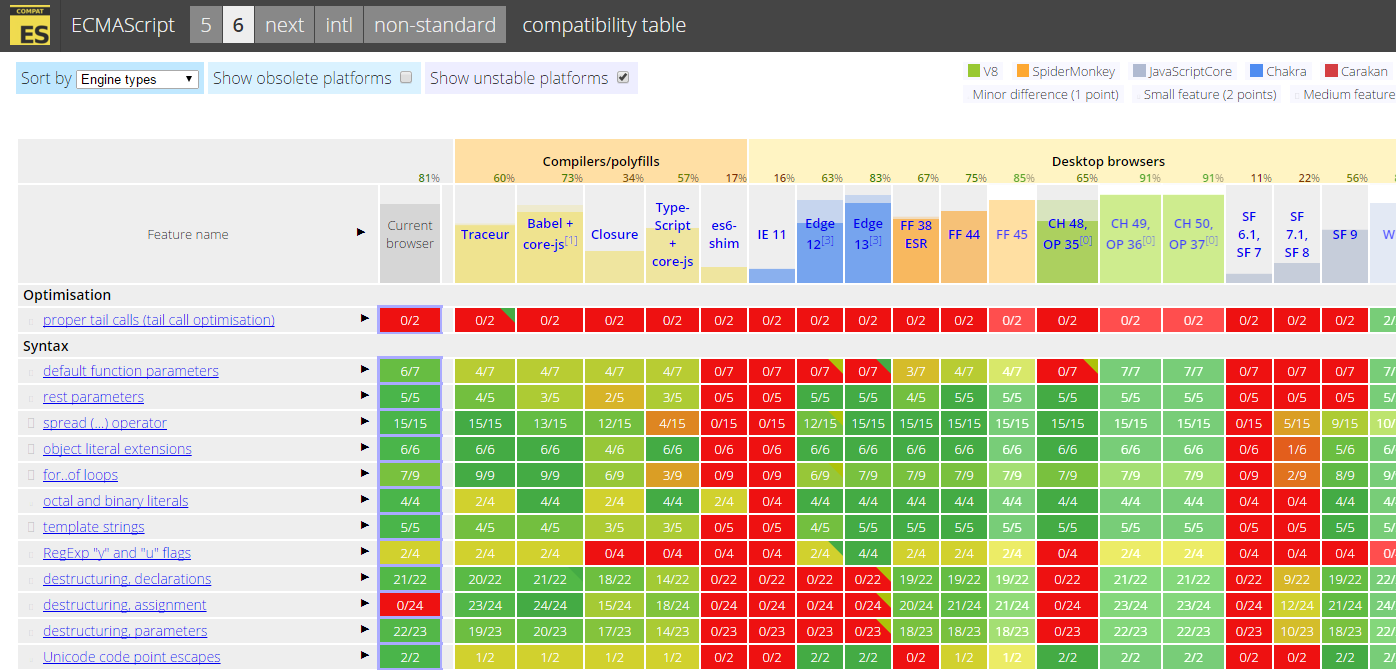 COMPAT ES ECMAScript 5 6 next intl non-standard compatibility table
Sort by Engine types ▼ Show obsolete platforms Show unstable platforms ✓ V8 SpiderMonkey JavaScriptCore Chakra Carakan
Minor difference (1 point) Small feature (2 points) Medium feature
Compilers/polyfills Desktop browsers
81% 60% 73% 34% 57% 17% 16% 63% 83% 67% 75% 85% 65% 91% 91% 11% 22% 56%
Feature name ▶ Current browser Traceur Babel + core-js[1] Closure Type-Script + core-js es6-shim IE 11 Edge 12[3] Edge 13[3] FF 38 ESR FF 44 FF 45 CH 48, OP 35[0] CH 49, OP 36[0] CH 50, OP 37[0] SF 6.1, SF 7 SF 7.1, SF 8 SF 9 W
Optimisation
proper tail calls (tail call optimisation) ▶ 0/2 0/2 0/2 0/2 0/2 0/2 0/2 0/2 0/2 0/2 0/2 0/2 0/2 0/2 0/2 0/2 0/2 0/2 2/
Syntax
default function parameters ▶ 6/7 4/7 4/7 4/7 4/7 0/7 0/7 0/7 0/7 3/7 4/7 4/7 0/7 7/7 7/7 0/7 0/7 0/7 7/
rest parameters ▶ 5/5 4/5 3/5 2/5 3/5 0/5 0/5 5/5 5/5 4/5 5/5 5/5 5/5 5/5 5/5 0/5 0/5 0/5 5/
spread (...) operator ▶ 15/15 15/15 13/15 12/15 4/15 0/15 0/15 12/15 15/15 15/15 15/15 15/15 15/15 15/15 15/15 0/15 5/15 9/15 10/
object literal extensions ▶ 6/6 6/6 6/6 4/6 6/6 0/6 0/6 6/6 6/6 6/6 6/6 6/6 6/6 6/6 6/6 0/6 1/6 5/6 6/
for..of loops ▶ 7/9 9/9 9/9 6/9 3/9 0/9 0/9 6/9 7/9 7/9 7/9 7/9 7/9 7/9 7/9 0/9 2/9 8/9 9/
octal and binary literals ▶ 4/4 2/4 4/4 2/4 4/4 2/4 0/4 4/4 4/4 4/4 4/4 4/4 4/4 4/4 4/4 0/4 0/4 4/4 4/
template strings ▶ 5/5 4/5 4/5 3/5 3/5 0/5 0/5 4/5 5/5 5/5 5/5 5/5 5/5 5/5 5/5 0/5 0/5 5/5 5/
RegExp "y" and "u" flags ▶ 2/4 2/4 2/4 0/4 0/4 0/4 0/4 2/4 4/4 2/4 2/4 2/4 0/4 2/4 2/4 0/4 0/4 0/4 0/
destructuring, declarations ▶ 21/22 20/22 21/22 18/22 14/22 0/22 0/22 0/22 0/22 19/22 19/22 19/22 0/22 21/22 21/22 0/22 9/22 19/22 22/
destructuring, assignment ▶ 0/24 23/24 24/24 15/24 18/24 0/24 0/24 0/24 0/24 20/24 21/24 21/24 0/24 23/24 23/24 0/24 12/24 21/24 24/
destructuring, parameters ▶ 22/23 19/23 20/23 17/23 14/23 0/23 0/23 0/23 0/23 18/23 18/23 18/23 0/23 22/23 22/23 0/23 10/23 18/23 22/
Unicode code point escapes ▶ 2/2 1/2 1/2 1/2 1/2 0/2 0/2 2/2 2/2 0/2 1/2 1/2 2/2 2/2 2/2 0/2 0/2 2/2 2/